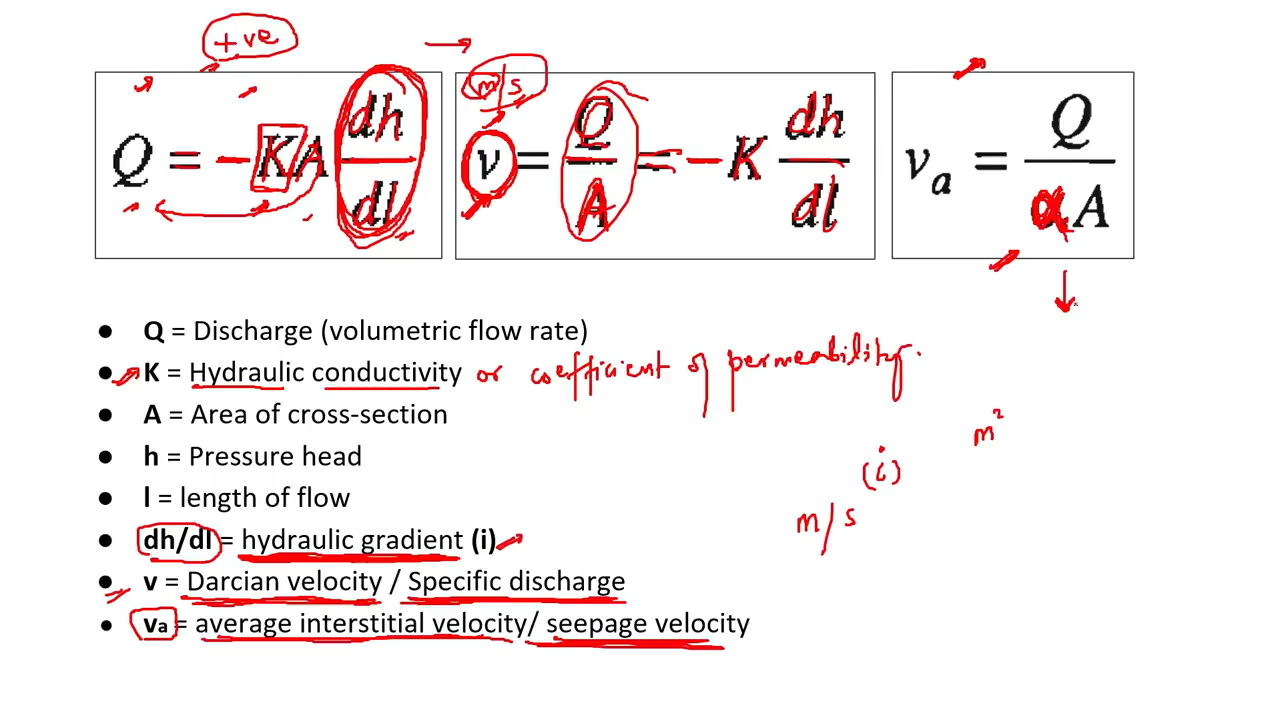 +ve
Q = -KA dh/dl
m/s
v = Q/A = -K dh/dl
va = Q/αA
● Q = Discharge (volumetric flow rate)
● K = Hydraulic conductivity or coefficient of permeability.
● A = Area of cross-section
m²
● h = Pressure head
(i)
● l = length of flow
m/s
● dh/dl = hydraulic gradient (i)
● v = Darcian velocity / Specific discharge
● va = average interstitial velocity/ seepage velocity